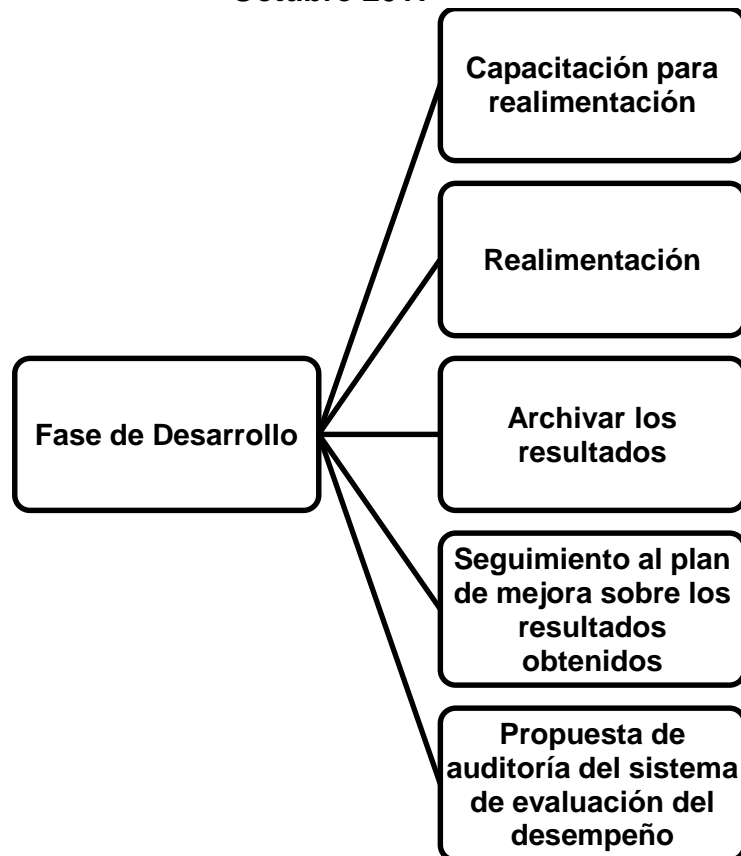 Capacitación para
realimentación
Realimentación
Fase de Desarrollo
Archivar los
resultados
Seguimiento al plan
de mejora sobre los
resultados
obtenidos
Propuesta de
auditoría del sistema
de evaluación del
desempeño